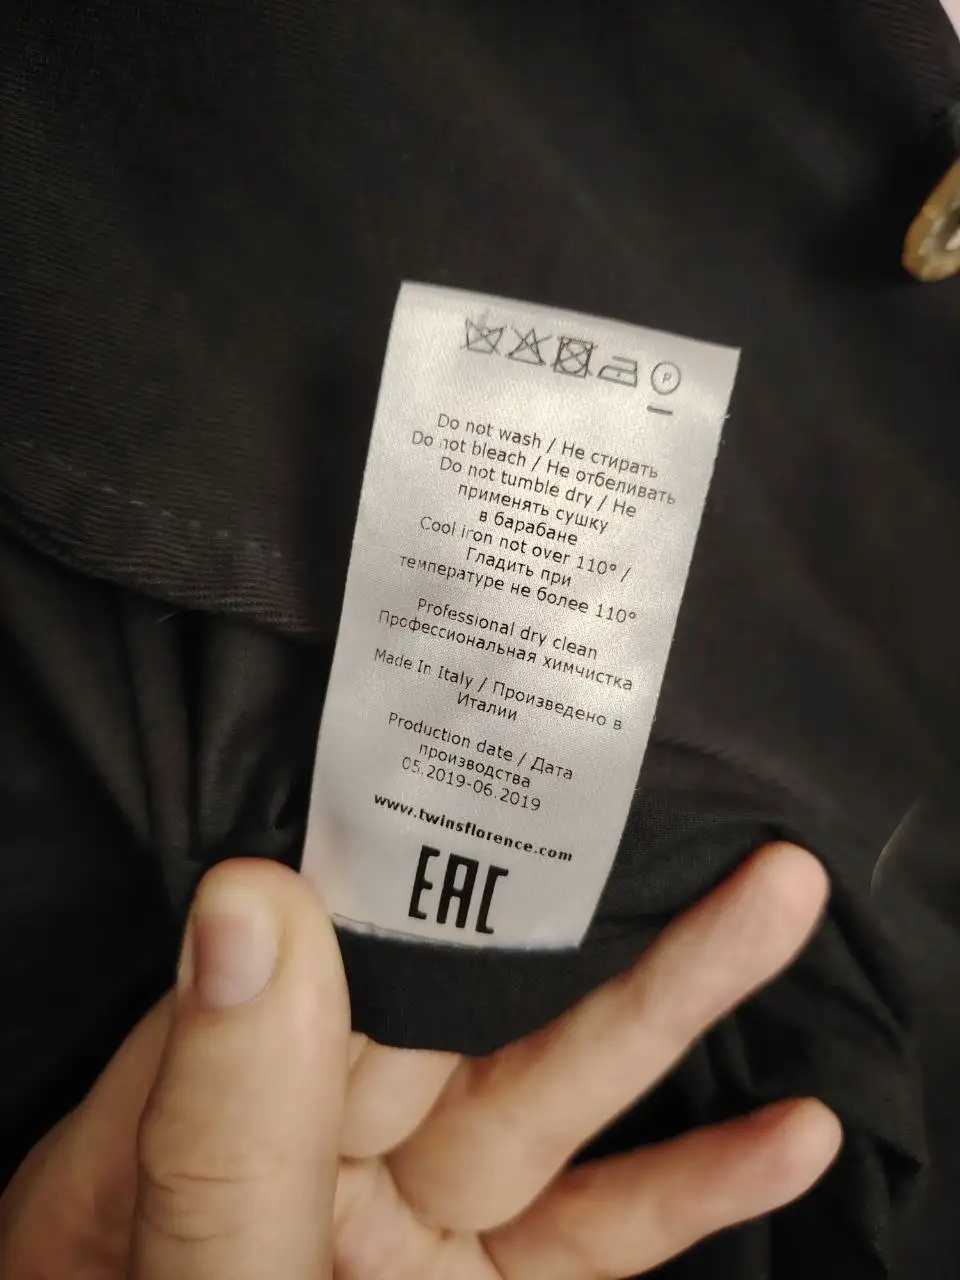 P
Do not wash / Не стирать
Do not bleach / Не отбеливать
Do not tumble dry / Не
применять сушку
в барабане
Cool iron not over 110° /
Гладить при
температуре не более 110°
Professional dry clean
Профессиональная химчистка
Made In Italy / Произведено в
Италии
Production date / Дата
производства
05.2019-06.2019
www.twinsflorence.com
EAC